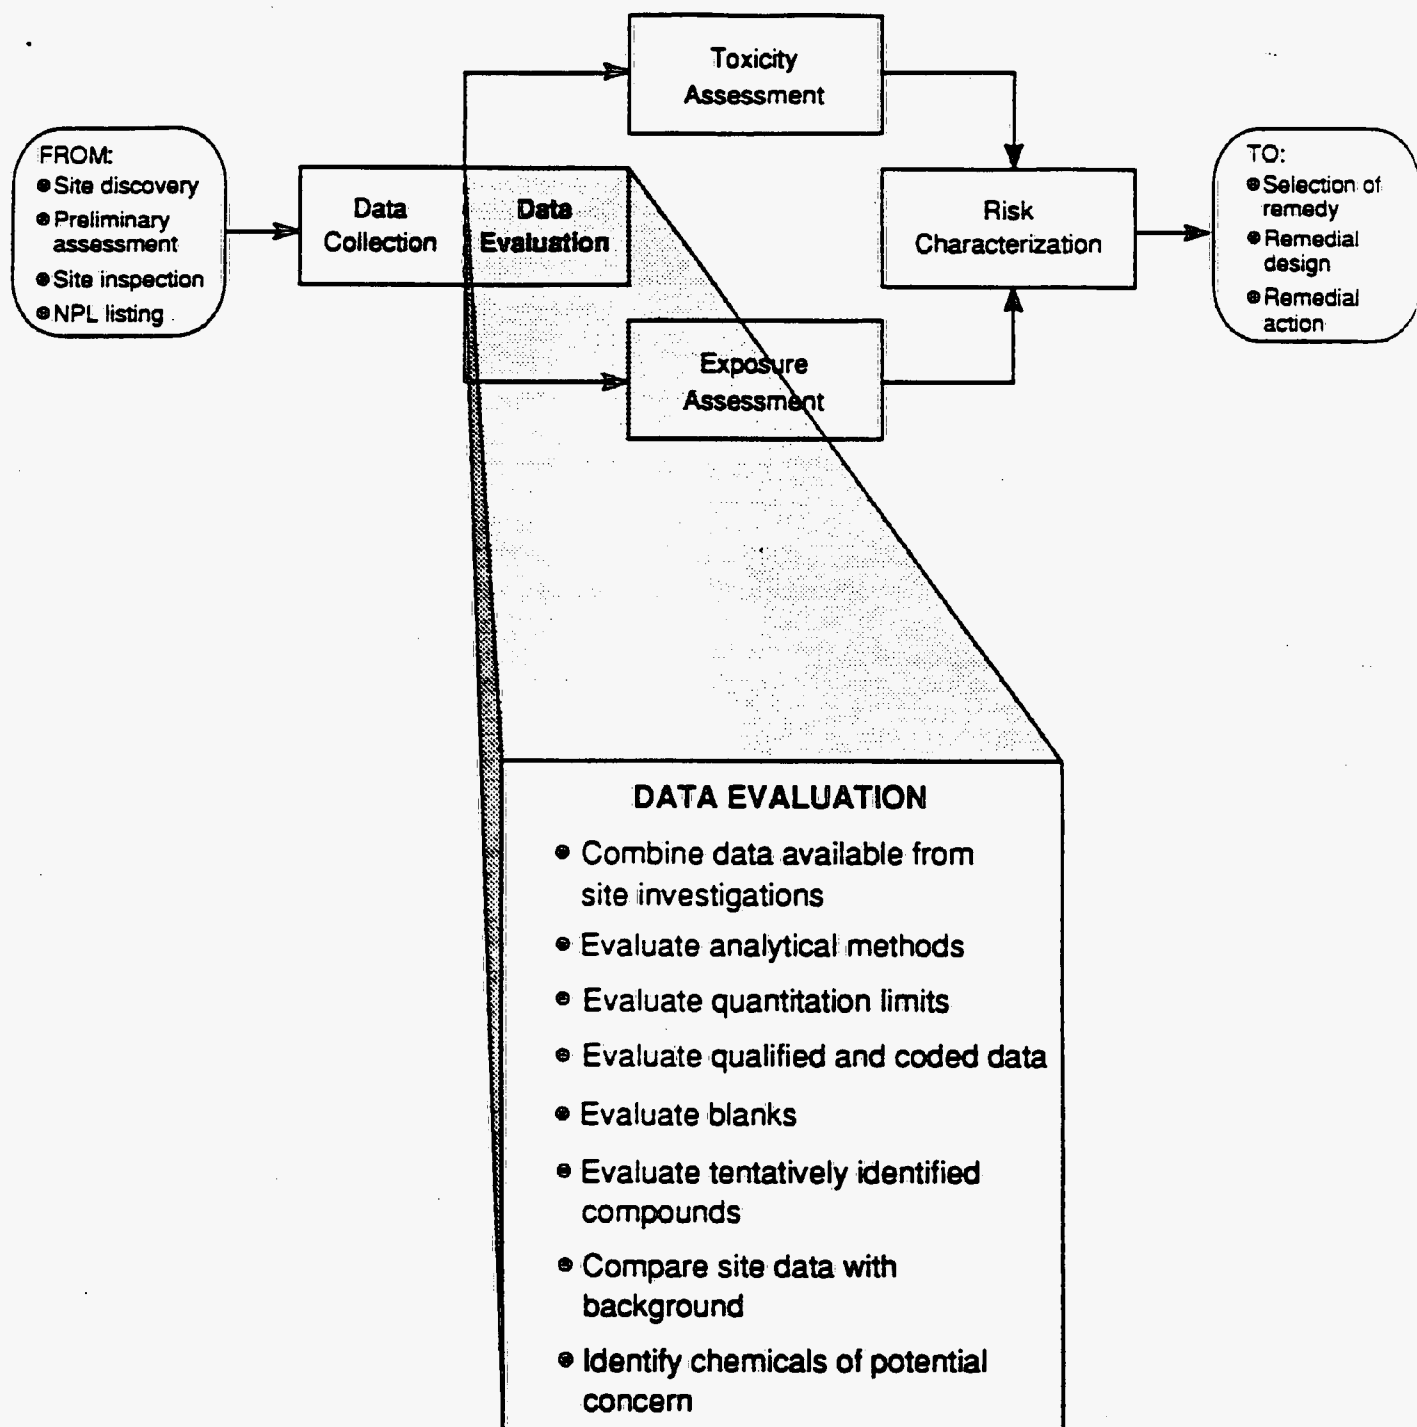 Toxicity
Assessment
FROM:
Site discovery
Preliminary
assessment
Site inspection
NPL listing
Data
Collection
Data
Evaluation
Risk
Characterization
TO:
Selection of
remedy
Remedial
design
Remedial
action
Exposure
Assessment
DATA EVALUATION
Combine data available from
site investigations
Evaluate analytical methods
Evaluate quantitation limits
Evaluate qualified and coded data
Evaluate blanks
Evaluate tentatively identified
compounds
Compare site data with
background
Identify chemicals of potential
concern